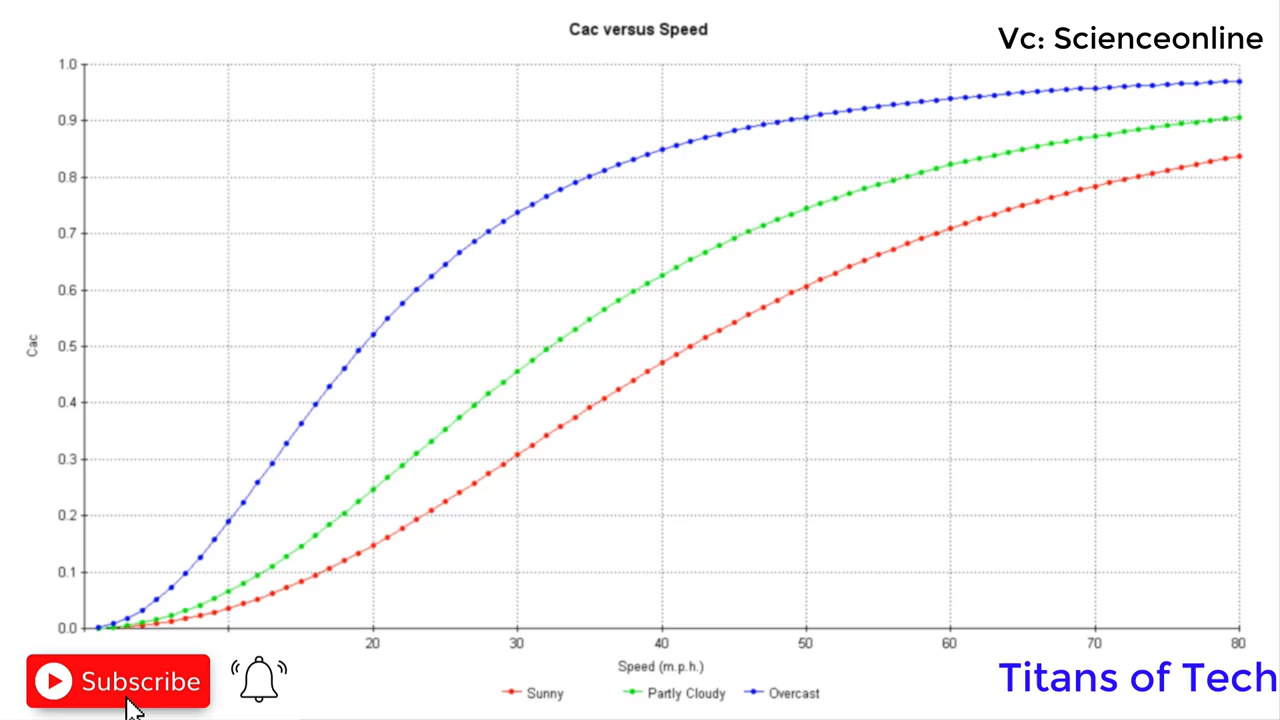 Cac versus Speed
Vc: Scienceonline
1.0
0.9
0.8
0.7
0.6
0.5
0.4
0.3
0.2
0.1
0.0
Cac
20 30 40 50 60 70 80
Speed (m.p.h.)
Sunny Partly Cloudy Overcast
Subscribe
Titans of Tech